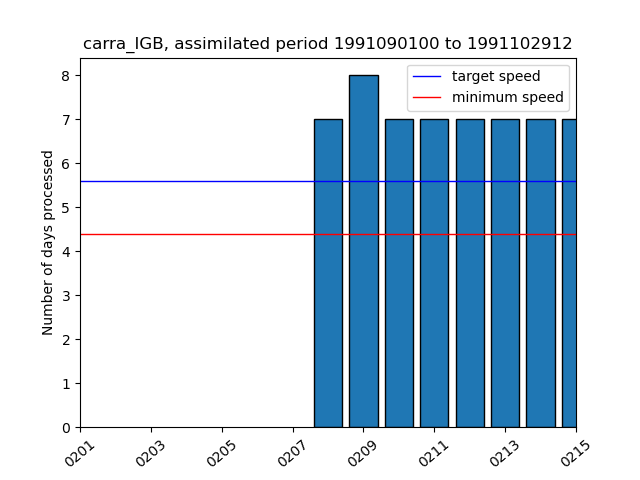 carra_IGB, assimilated period 1991090100 to 1991102912
target speed
minimum speed
Number of days processed
8
7
6
5
4
3
2
1
0
0201 0203 0205 0207 0209 0211 0213 0215